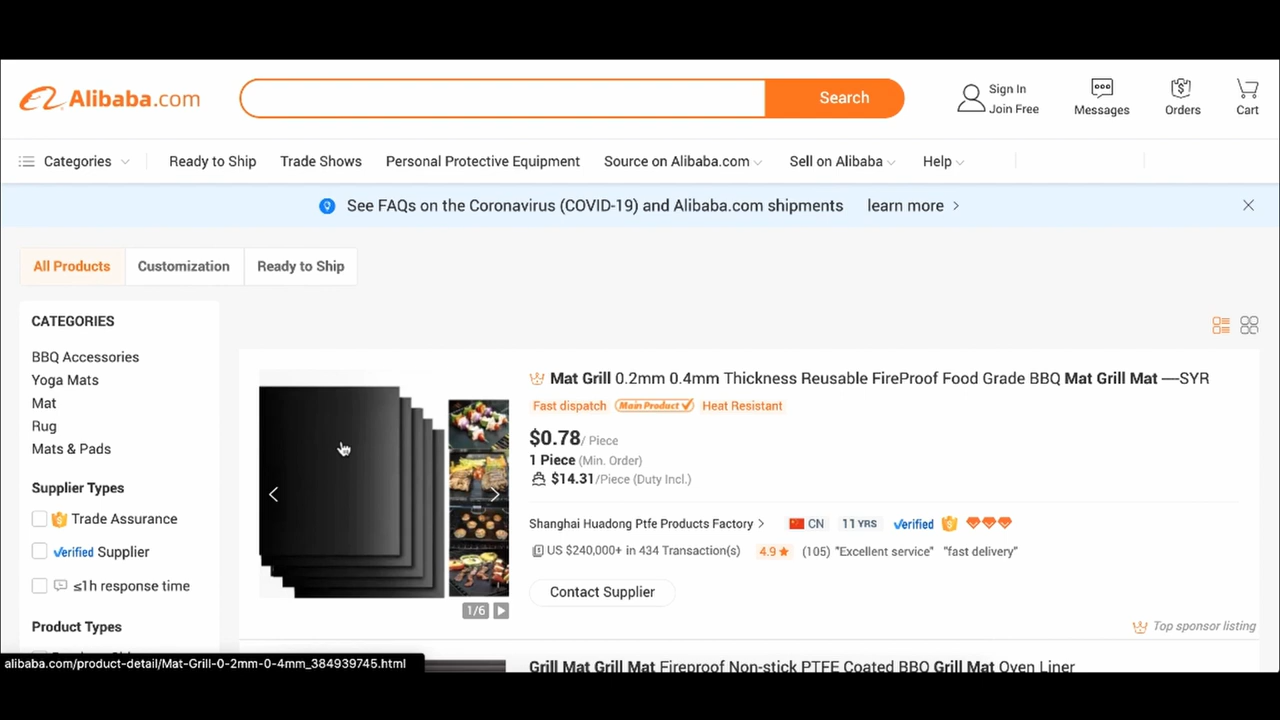 Alibaba.com
Search
Sign In
Join Free
Messages
Orders
Cart
Categories
Ready to Ship
Trade Shows
Personal Protective Equipment
Source on Alibaba.com
Sell on Alibaba
Help
See FAQs on the Coronavirus (COVID-19) and Alibaba.com shipments learn more
All Products
Customization
Ready to Ship
CATEGORIES
BBQ Accessories
Yoga Mats
Mat
Rug
Mats & Pads
Supplier Types
Trade Assurance
Verified Supplier
≤1h response time
Product Types
Mat Grill 0.2mm 0.4mm Thickness Reusable FireProof Food Grade BBQ Mat Grill Mat —-SYR
Fast dispatch Main Product Heat Resistant
$0.78/ Piece
1 Piece (Min. Order)
$14.31/Piece (Duty Incl.)
Shanghai Huadong Ptfe Products Factory > CN 11 YRS Verified
US $240,000+ in 434 Transaction(s) 4.9 (105) "Excellent service" "fast delivery"
Contact Supplier
1/6
Top sponsor listing
Grill Mat Grill Mat Fireproof Non-stick PTFE Coated BBQ Grill Mat Oven Liner
alibaba.com/product-detail/Mat-Grill-0-2mm-0-4mm_384939745.html